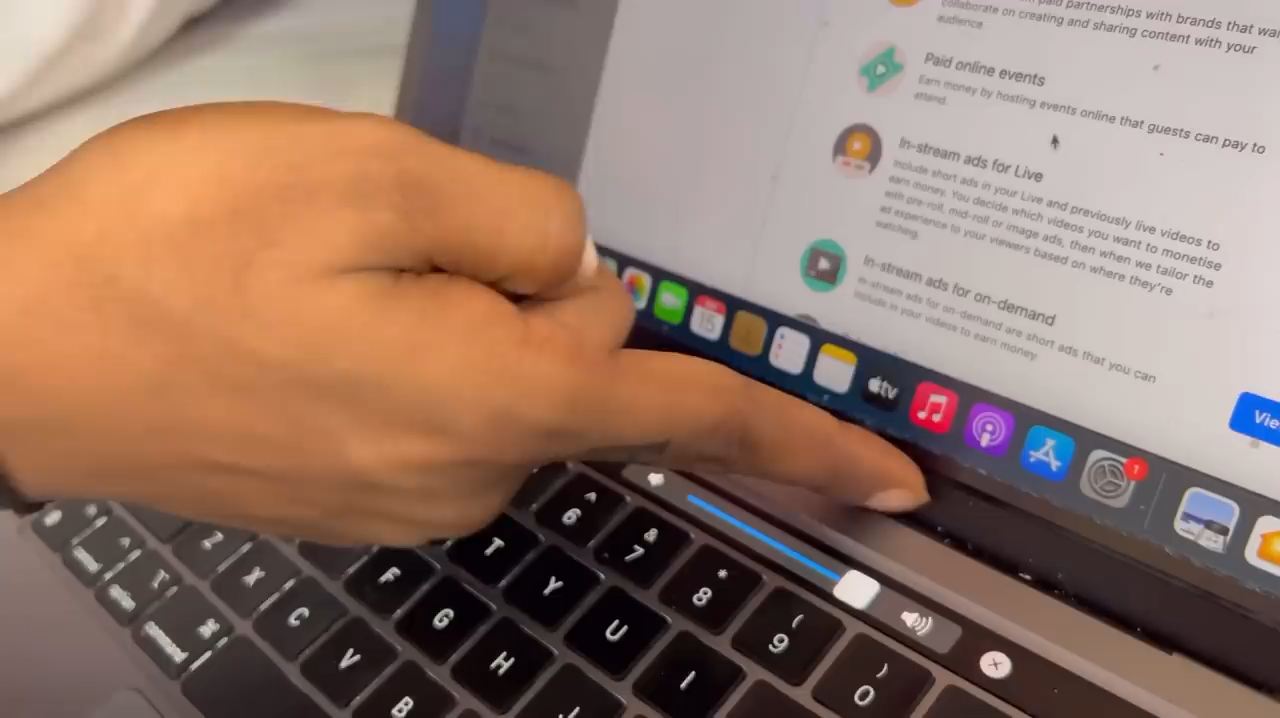 paid partnerships with brands that
collaborate on creating and sharing content with your
audience.
Paid online events
Earn money by hosting events online that guests can pay to
attend.
In-stream ads for Live
Include short ads in your Live and previously live videos to
earn money. You decide which videos you want to monetise
with pre-roll, mid-roll or image ads, then when we tailor the
ad experience to your viewers based on where they're
watching.
In-stream ads for on-demand
In-stream ads for on-demand are short ads that you can
include in your videos to earn money.
Vie
15
tv
1
^
6
&
7
*
8
(
9
)
0
T
Y
U
I
F
G
H
Z
X
C
V
B
⌘